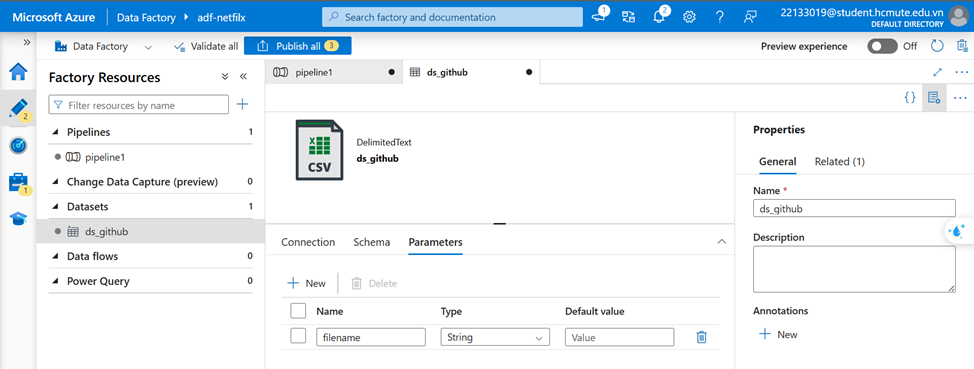 Microsoft Azure
Data Factory
adf-netfilx
Search factory and documentation
1
2
22133019@student.hcmute.edu.vn
DEFAULT DIRECTORY
Data Factory
Validate all
Publish all 3
Preview experience
Off
2
1
Factory Resources
Filter resources by name
Pipelines 1
pipeline1
Change Data Capture (preview) 0
Datasets 1
ds_github
Data flows 0
Power Query 0
pipeline1
ds_github
CSV
DelimitedText
ds_github
Connection
Schema
Parameters
New
Delete
Name
Type
Default value
filename
String
Value
Properties
General
Related (1)
Name *
ds_github
Description
Annotations
New